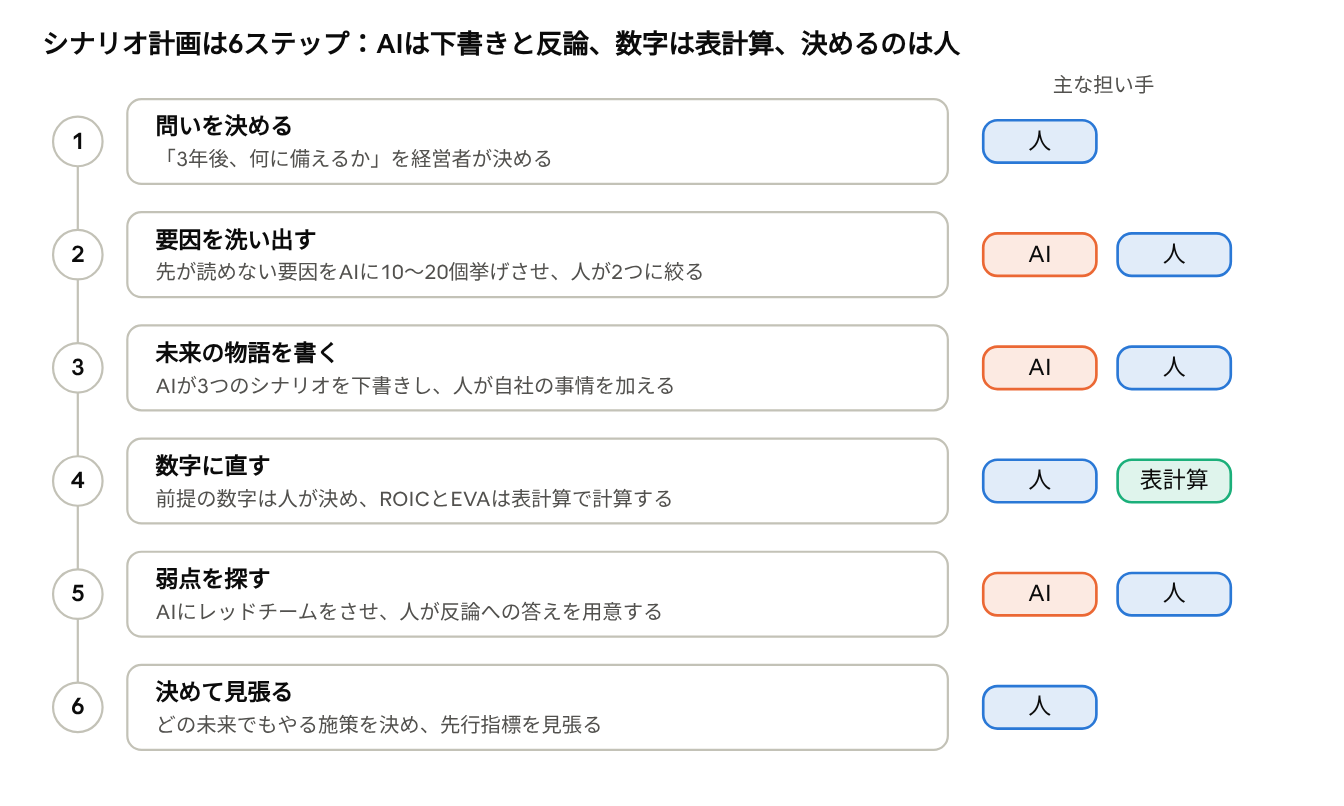 シナリオ計画は6ステップ：AIは下書きと反論、数字は表計算、決めるのは人
主な担い手
1
問いを決める
「3年後、何に備えるか」を経営者が決める
人
2
要因を洗い出す
先が読めない要因をAIに10〜20個挙げさせ、人が2つに絞る
AI
人
3
未来の物語を書く
AIが3つのシナリオを下書きし、人が自社の事情を加える
AI
人
4
数字に直す
前提の数字は人が決め、ROICとEVAは表計算で計算する
人
表計算
5
弱点を探す
AIにレッドチームをさせ、人が反論への答えを用意する
AI
人
6
決めて見張る
どの未来でもやる施策を決め、先行指標を見張る
人